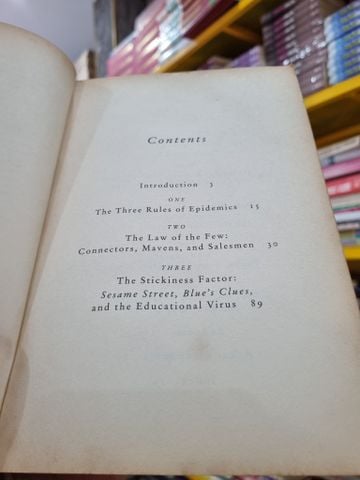 Contents
Introduction 3
ONE
The Three Rules of Epidemics 15
TWO
The Law of the Few:
Connectors, Mavens, and Salesmen 30
THREE
The Stickiness Factor:
Sesame Street, Blue's Clues,
and the Educational Virus 89